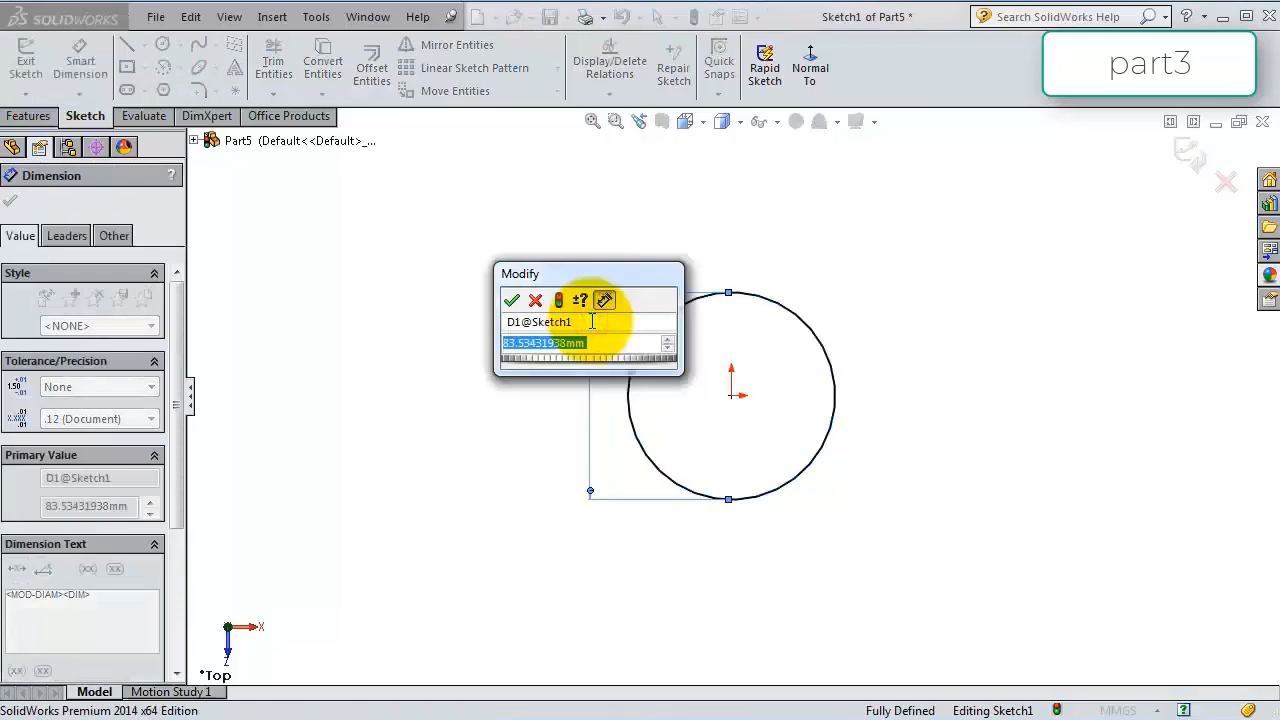 SOLIDWORKS
File
Edit
View
Insert
Tools
Window
Help
Sketch1 of Part5 *
Search SolidWorks Help
part3
Exit
Sketch
Smart
Dimension
Trim
Entities
Convert
Entities
Offset
Entities
Mirror Entities
Linear Sketch Pattern
Move Entities
Display/Delete
Relations
Repair
Sketch
Quick
Snaps
Rapid
Sketch
Normal
To
Features
Sketch
Evaluate
DimXpert
Office Products
Part5 (Default<<Default>_...
Dimension
?
Value
Leaders
Other
Style
<NONE>
Tolerance/Precision
None
.12 (Document)
Primary Value
D1@Sketch1
83.53431938mm
Dimension Text
<MOD-DIAM><DIM>
Modify
D1@Sketch1
83.53431938mm
X
Z
*Top
Model
Motion Study 1
SolidWorks Premium 2014 x64 Edition
Fully Defined
Editing Sketch1
MMGS